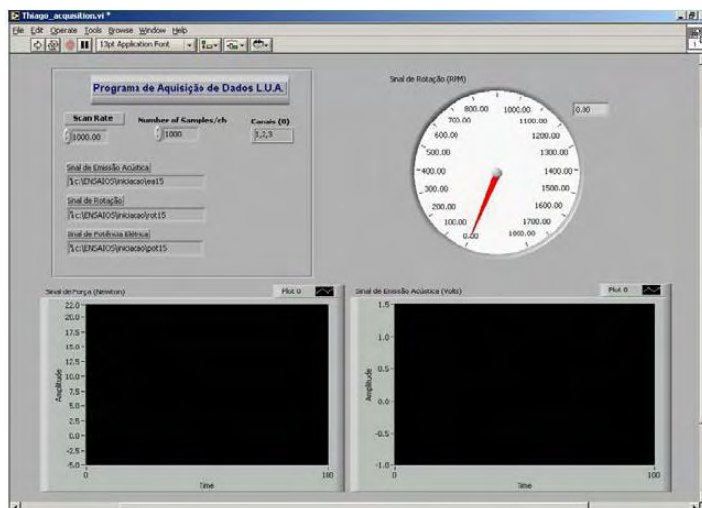 Thiago_acquisition.vi *
File Edit Operate Tools Browse Window Help
13pt Application Font
Programa de Aquisição de Dados L.U.A.
Scan Rate
Number of Samples/ch
Canais (0)
1000.00
1000
1,2,3
Sinal de Emissão Acústica
c:\ENSAIOS\iniciacao\ea15
Sinal de Rotação
c:\ENSAIOS\iniciacao\rot15
Sinal de Potência Elétrica
c:\ENSAIOS\iniciacao\pot15
Sinal de Rotação (RPM)
0.00
0.00
100.00
200.00
300.00
400.00
500.00
600.00
700.00
800.00
900.00
1000.00
1100.00
1200.00
1300.00
1400.00
1500.00
1600.00
1700.00
Sinal de Força (Newton)
Plot 0
Amplitude
22.0
20.0
17.5
15.0
12.5
10.0
7.5
5.0
2.5
0.0
-2.5
-5.0
0
100
Time
Sinal de Emissão Acústica (Volts)
Plot 0
Amplitude
1.5
1.0
0.5
0.0
-0.5
-1.0
0
100
Time